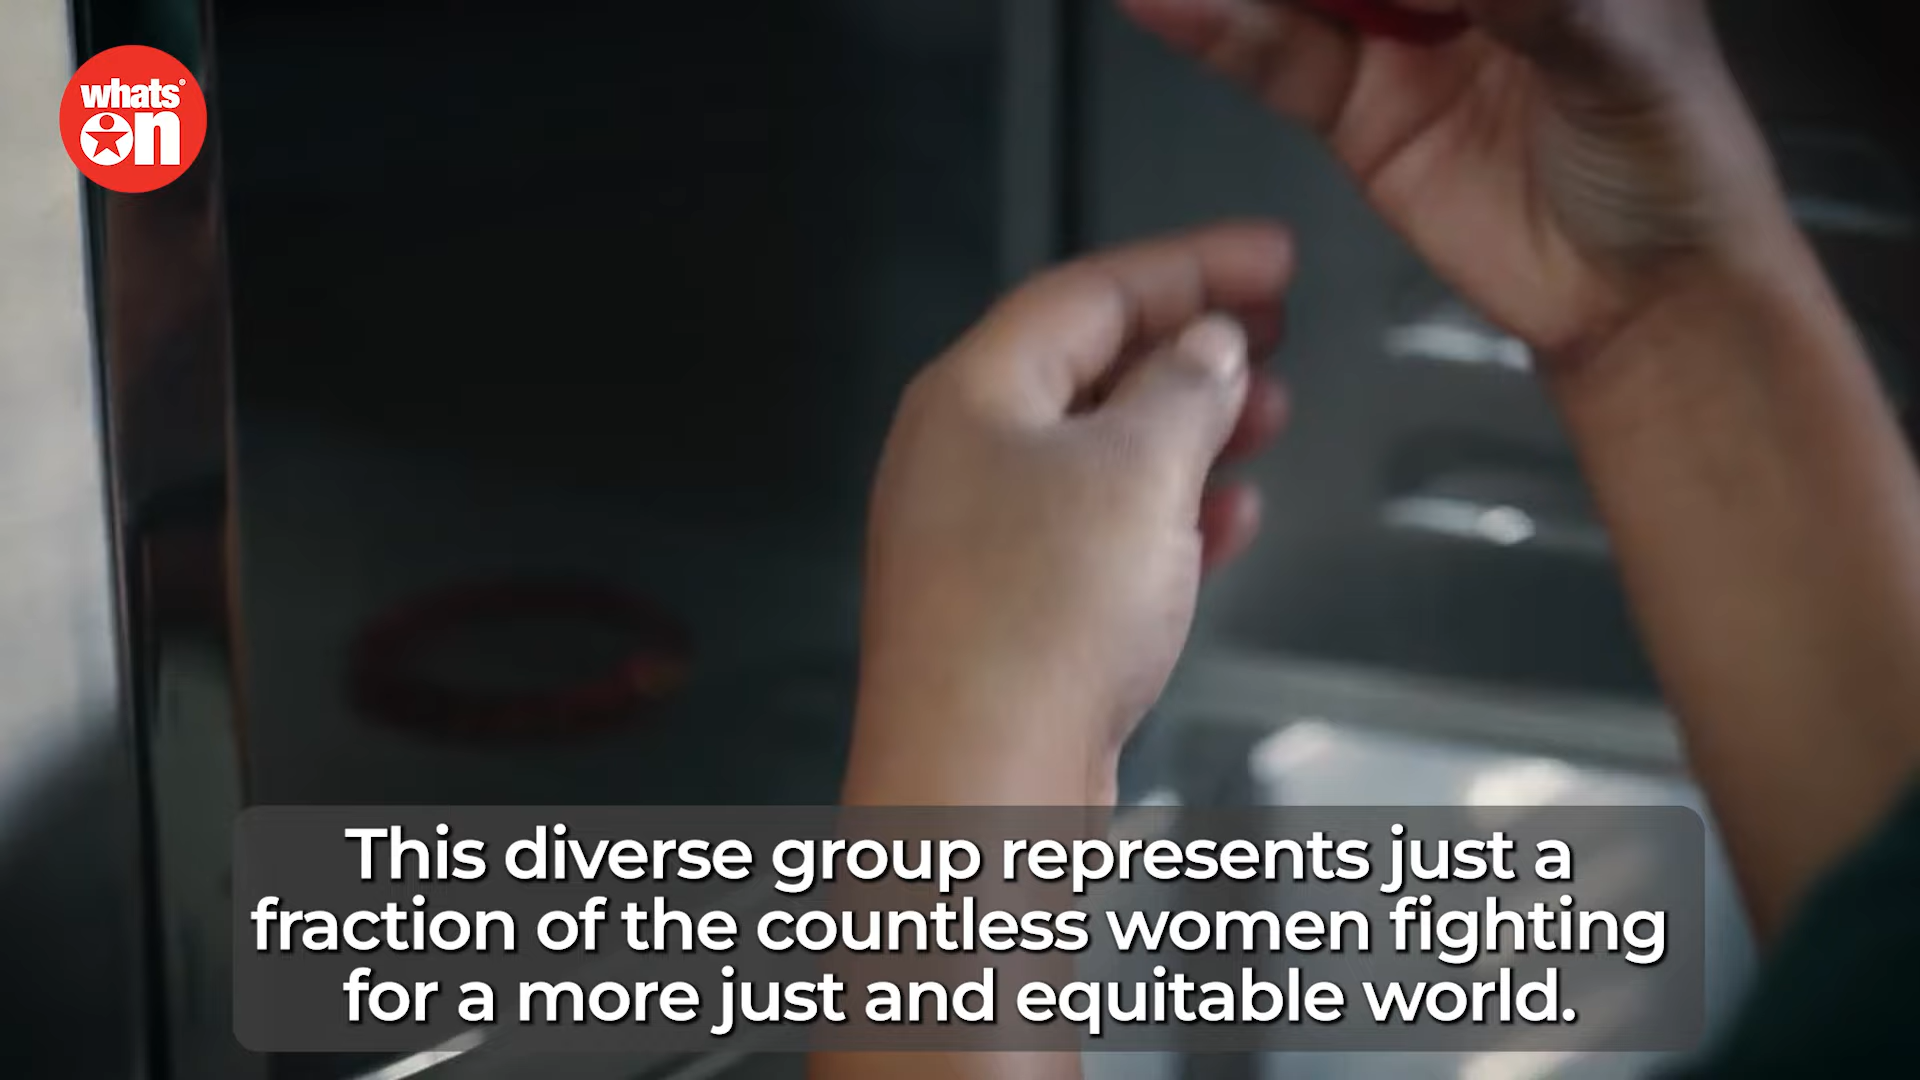 whats
on
This diverse group represents just a
fraction of the countless women fighting
for a more just and equitable world.